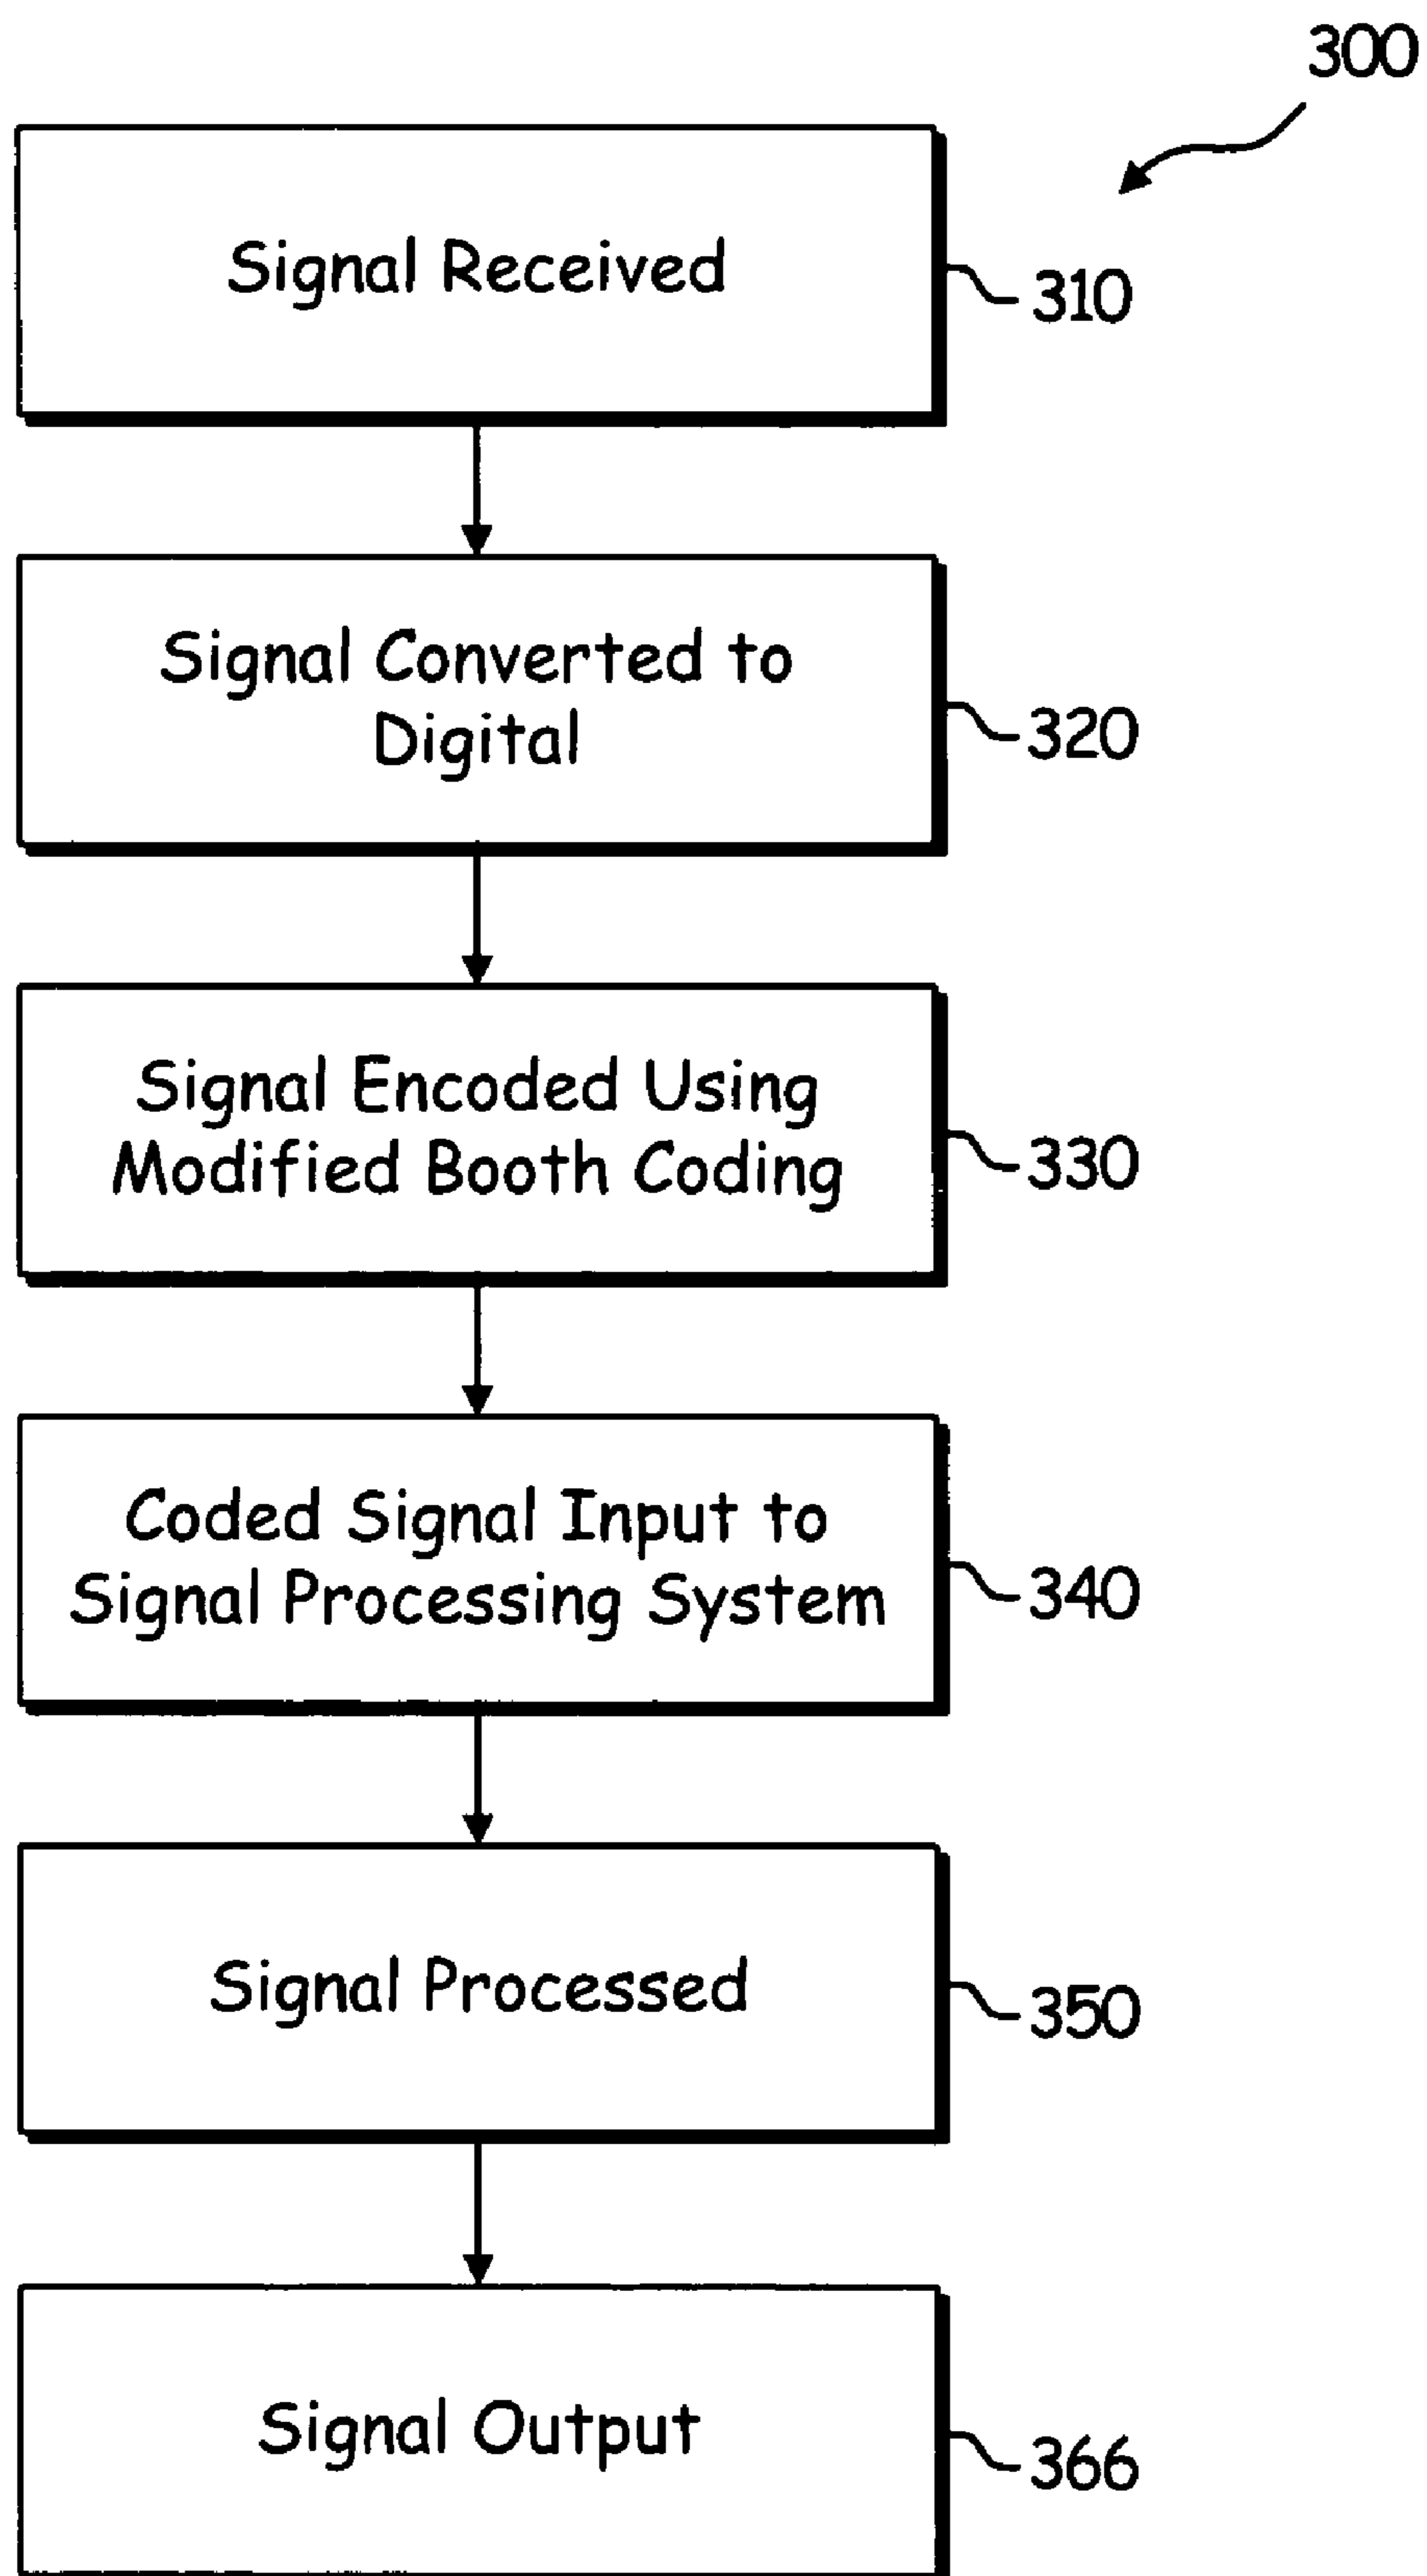 300
Signal Received
310
Signal Converted to
Digital
320
Signal Encoded Using
Modified Booth Coding
330
Coded Signal Input to
Signal Processing System
340
Signal Processed
350
Signal Output
366